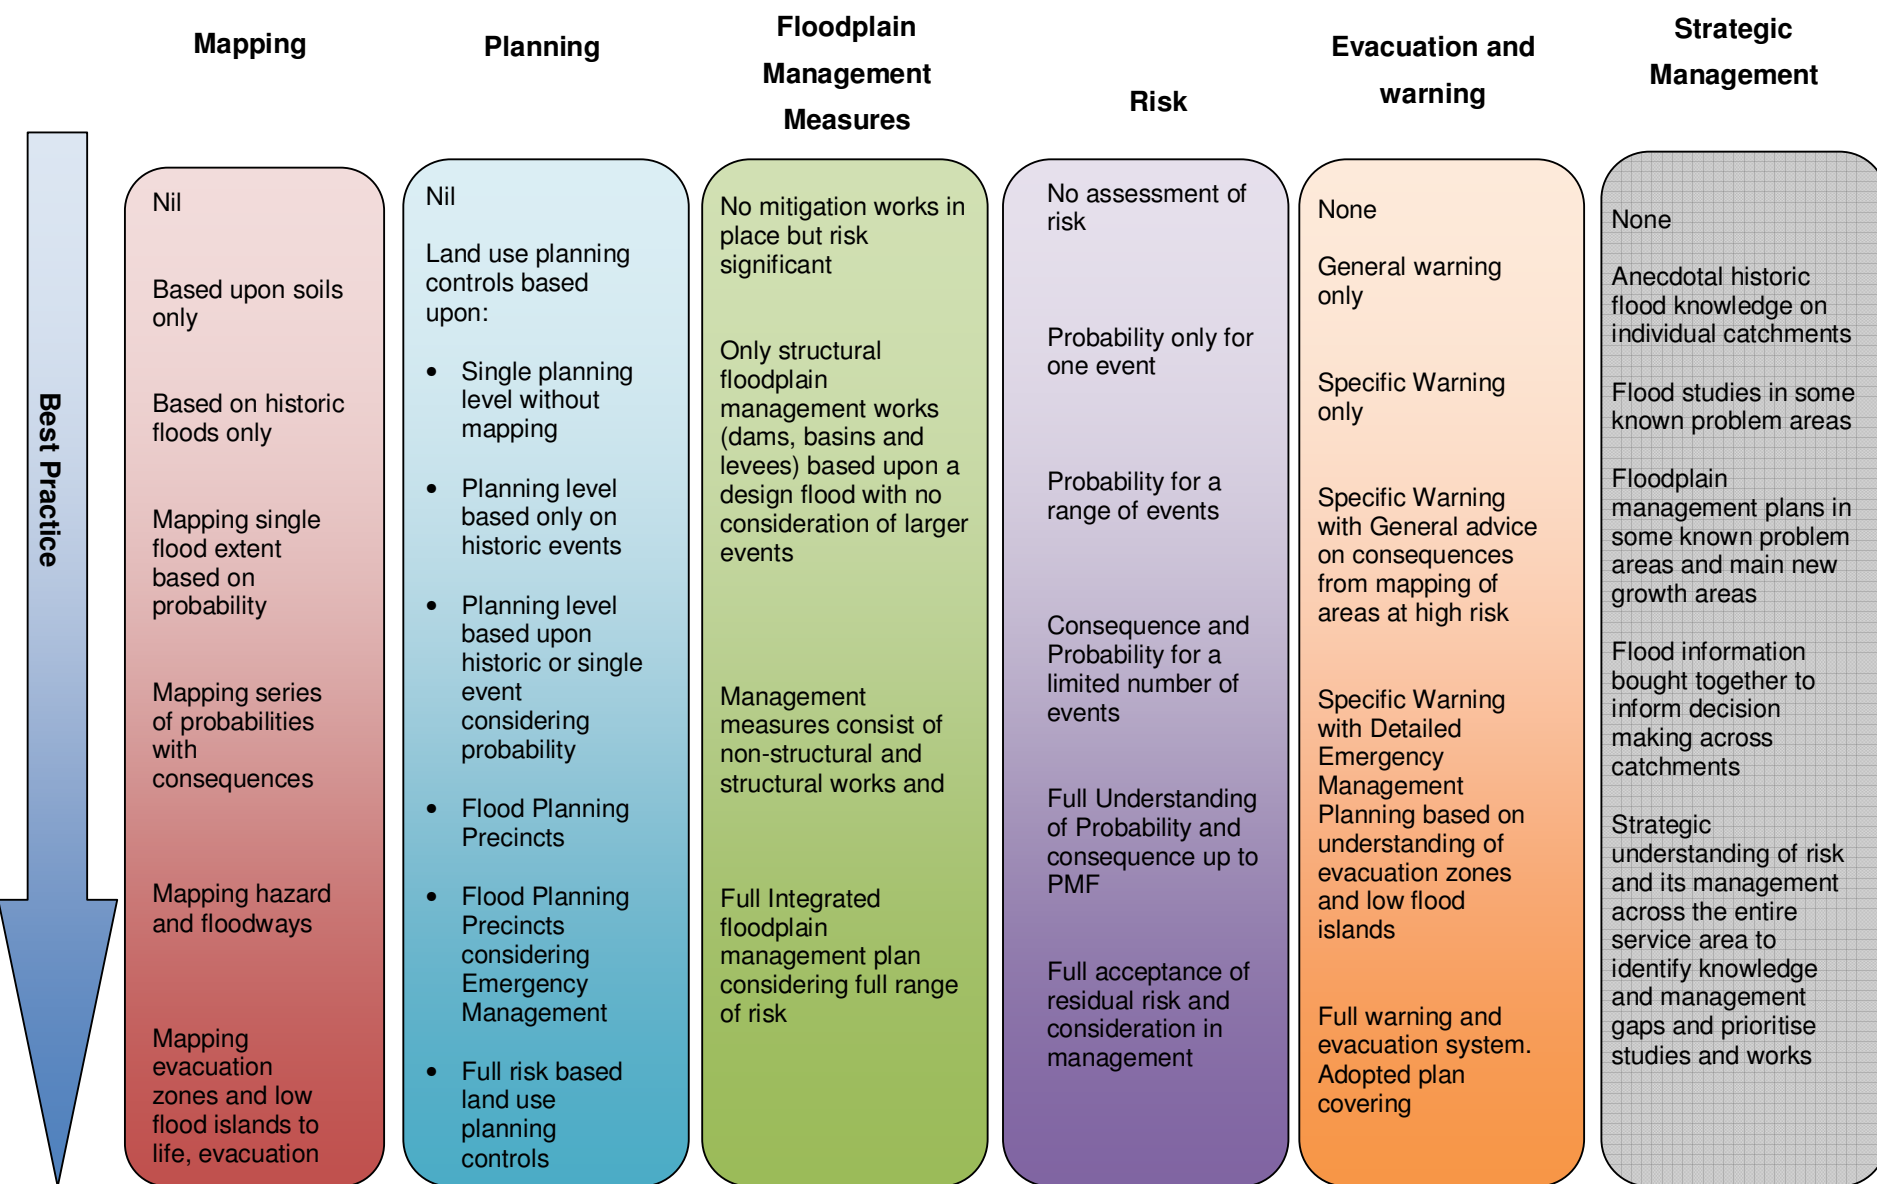 Mapping
Planning
Floodplain
Management
Measures
Risk
Evacuation and
warning
Strategic
Management
Best Practice
Nil
Based upon soils
only
Based on historic
floods only
Mapping single
flood extent
based on
probability
Mapping series
of probabilities
with
consequences
Mapping hazard
and floodways
Mapping
evacuation
zones and low
flood islands to
life, evacuation
Nil
Land use planning
controls based
upon:
• Single planning
level without
mapping
• Planning level
based only on
historic events
• Planning level
based upon
historic or single
event
considering
probability
• Flood Planning
Precincts
• Flood Planning
Precincts
considering
Emergency
Management
• Full risk based
land use
planning
controls
No mitigation works in
place but risk
significant
Only structural
floodplain
management works
(dams, basins and
levees) based upon a
design flood with no
consideration of larger
events
Management
measures consist of
non-structural and
structural works and
Full Integrated
floodplain
management plan
considering full range
of risk
No assessment of
risk
Probability only for
one event
Probability for a
range of events
Consequence and
Probability for a
limited number of
events
Full Understanding
of Probability and
consequence up to
PMF
Full acceptance of
residual risk and
consideration in
management
None
General warning
only
Specific Warning
only
Specific Warning
with General advice
on consequences
from mapping of
areas at high risk
Specific Warning
with Detailed
Emergency
Management
Planning based on
understanding of
evacuation zones
and low flood
islands
Full warning and
evacuation system.
Adopted plan
covering
None
Anecdotal historic
flood knowledge on
individual catchments
Flood studies in some
known problem areas
Floodplain
management plans in
some known problem
areas and main new
growth areas
Flood information
bought together to
inform decision
making across
catchments
Strategic
understanding of risk
and its management
across the entire
service area to
identify knowledge
and management
gaps and prioritise
studies and works